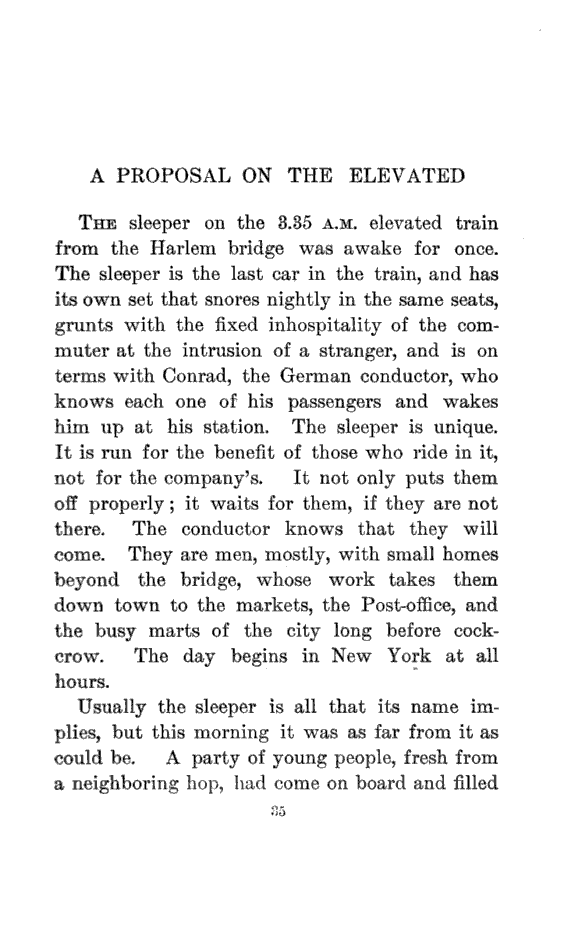 A PROPOSAL ON THE ELEVATED
THE sleeper on the 3.35 A.M. elevated train
from the Harlem bridge was awake for once.
The sleeper is the last car in the train, and has
its own set that snores nightly in the same seats,
grunts with the fixed inhospitality of the com-
muter at the intrusion of a stranger, and is on
terms with Conrad, the German conductor, who
knows each one of his passengers and wakes
him up at his station. The sleeper is unique.
It is run for the benefit of those who ride in it,
not for the company's. It not only puts them
off properly; it waits for them, if they are not
there. The conductor knows that they will
come. They are men, mostly, with small homes
beyond the bridge, whose work takes them
down town to the markets, the Post-office, and
the busy marts of the city long before cock-
crow. The day begins in New York at all
hours.
Usually the sleeper is all that its name im-
plies, but this morning it was as far from it as
could be. A party of young people, fresh from
a neighboring hop, had come on board and filled
35